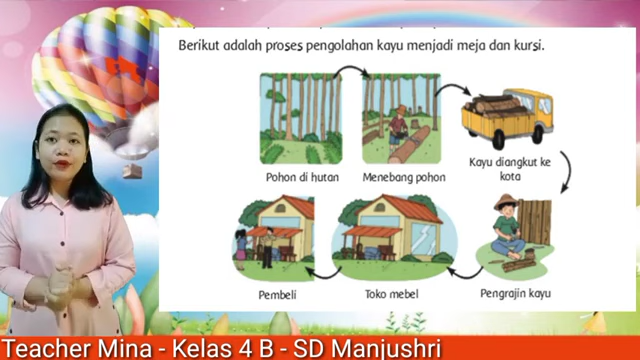 Berikut adalah proses pengolahan kayu menjadi meja dan kursi.
Pohon di hutan
Menebang pohon
Kayu diangkut ke
kota
Pembeli
Toko mebel
Pengrajin kayu
Teacher Mina - Kelas 4 B - SD Manjushri